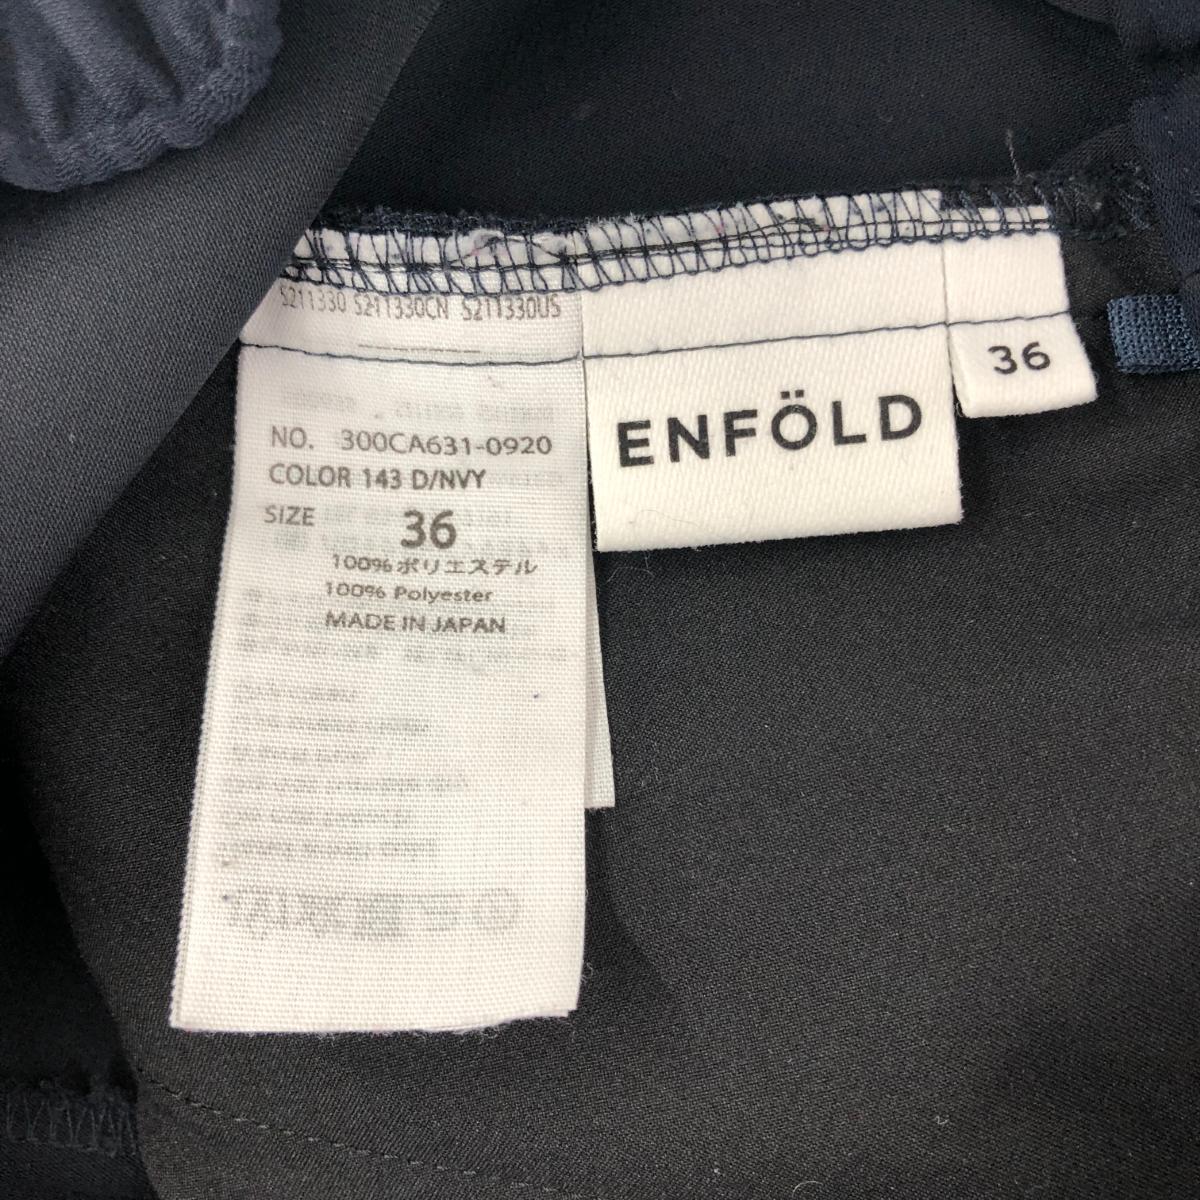 S211330 S211330CN S211330US
NO. 300CA631-0920
COLOR 143 D/NVY
SIZE 36
100%ポリエステル
100% Polyester
MADE IN JAPAN
ENFÖLD
36